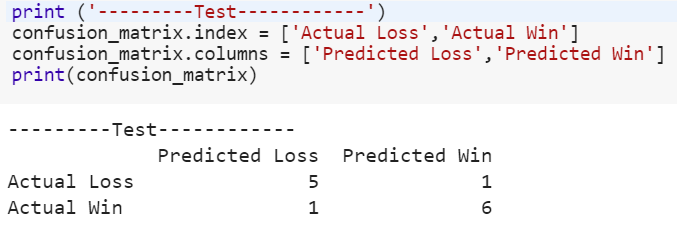 print ('---------Test------------')
confusion_matrix.index = ['Actual Loss','Actual Win']
confusion_matrix.columns = ['Predicted Loss','Predicted Win']
print(confusion_matrix)
---------Test------------
Predicted Loss Predicted Win
Actual Loss 5 1
Actual Win 1 6